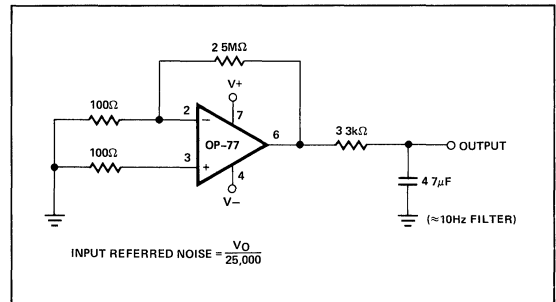 2 5MΩ
V+
100Ω
2
−
7
6
OP-77
3 3kΩ
OUTPUT
100Ω
3
+
4
4 7μF
V−
(≈10Hz FILTER)
INPUT REFERRED NOISE = VO
25,000